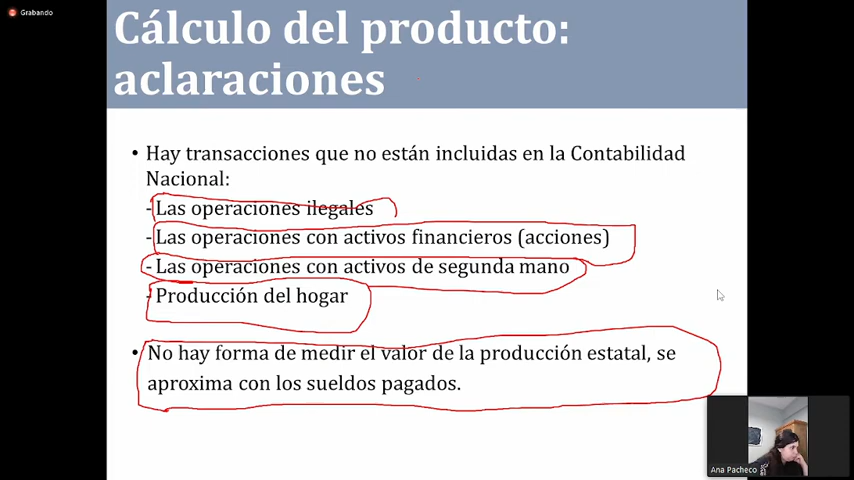 Grabando
Cálculo del producto:
aclaraciones
• Hay transacciones que no están incluidas en la Contabilidad
Nacional:
-Las operaciones ilegales
-Las operaciones con activos financieros (acciones)
-Las operaciones con activos de segunda mano
-Producción del hogar
• No hay forma de medir el valor de la producción estatal, se
aproxima con los sueldos pagados.
Ana Pacheco